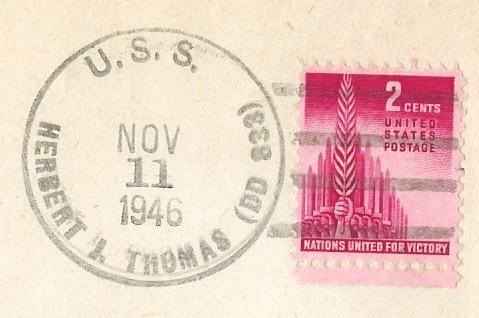 U. S. S.
HERBERT J. THOMAS (DD 833)
NOV
11
1946
2 CENTS
UNITED
STATES
POSTAGE
NATIONS UNITED FOR VICTORY